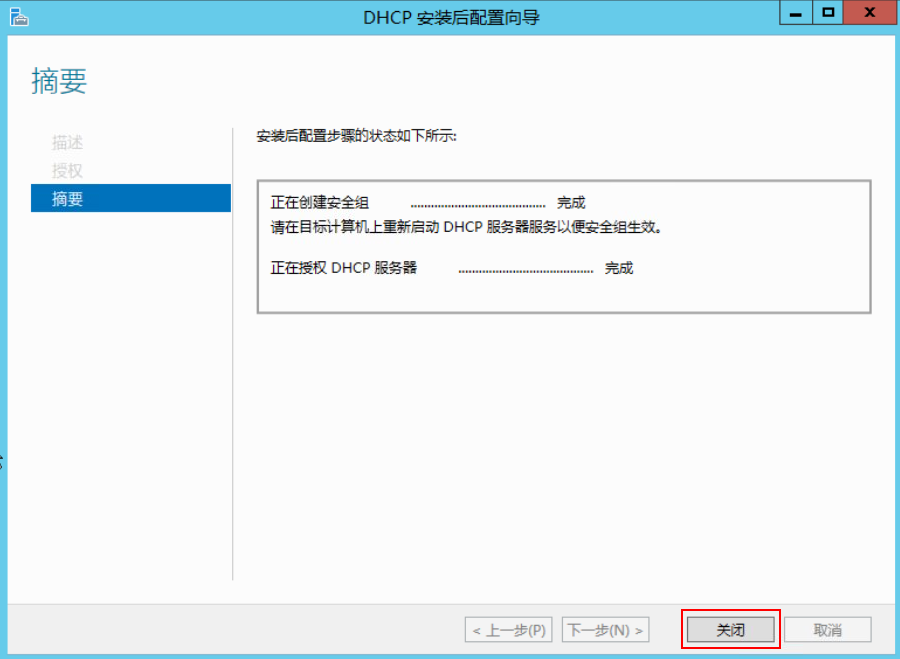 DHCP 安装后配置向导
摘要
描述
授权
摘要
安装后配置步骤的状态如下所示:
正在创建安全组 ........................................ 完成
请在目标计算机上重新启动 DHCP 服务器服务以便安全组生效。
正在授权 DHCP 服务器 ........................................ 完成
< 上一步(P) 下一步(N) > 关闭 取消